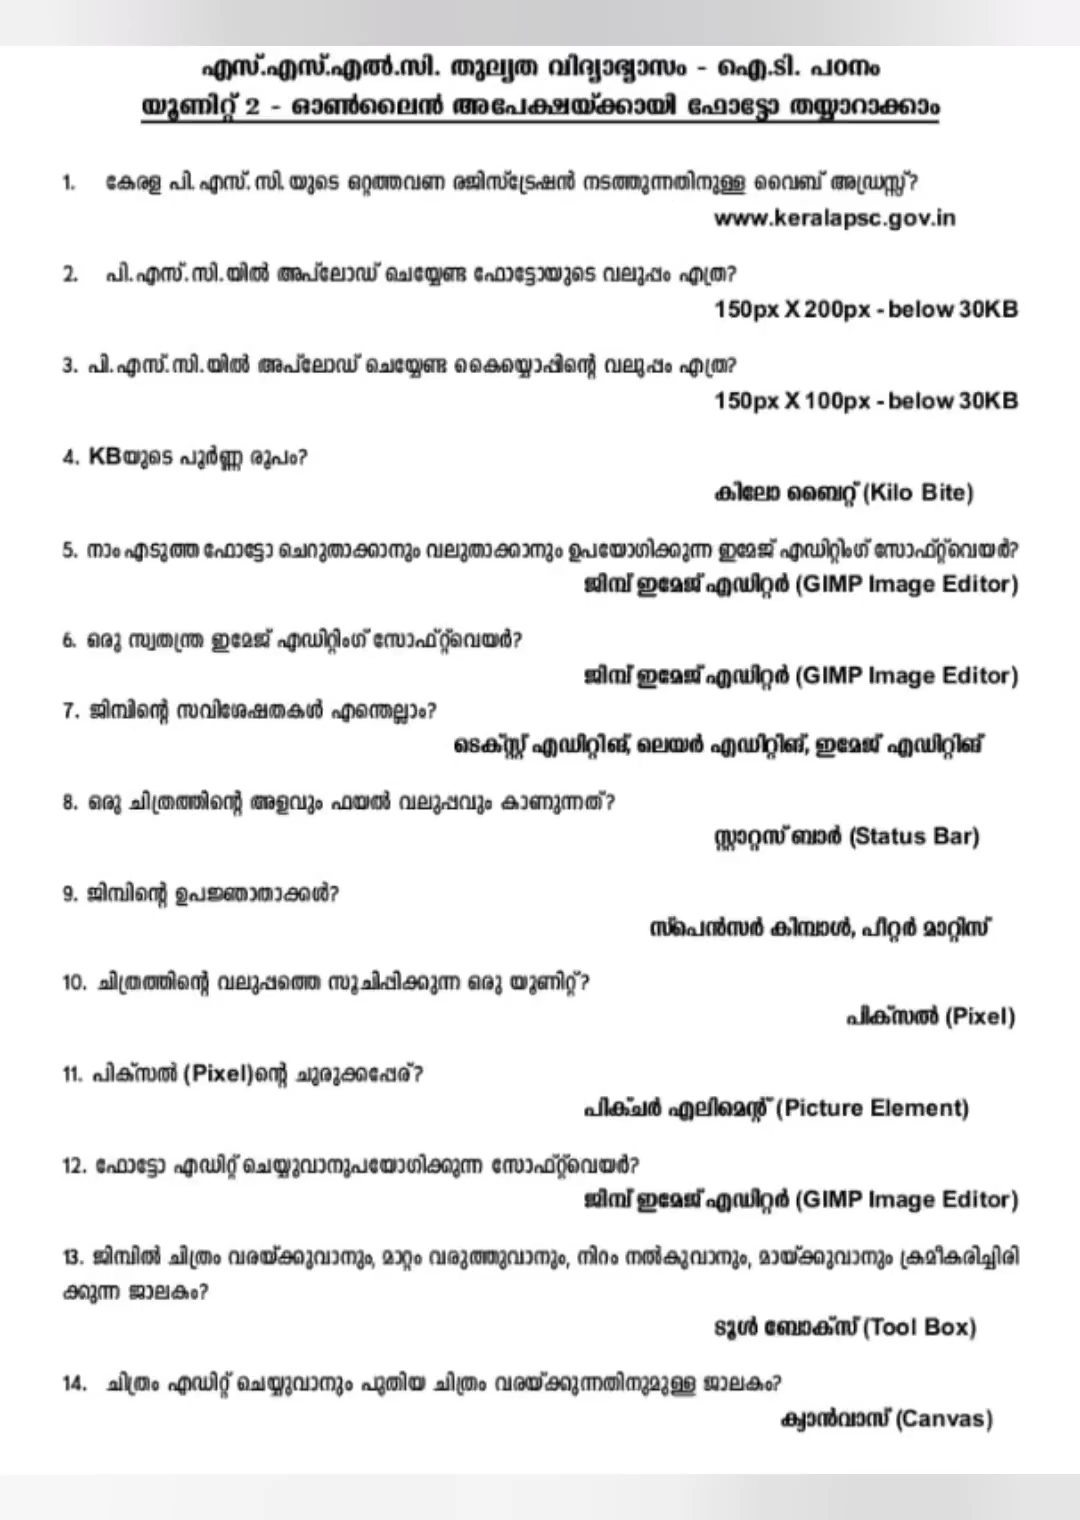 എസ്.എസ്.എൽ.സി. തുല്യത വിദ്യാഭ്യാസം - ഐ.ടി. പഠനം
യൂണിറ്റ് 2 - ഓൺലൈൻ അപേക്ഷയ്ക്കായി ഫോട്ടോ തയ്യാറാക്കാം
1. കേരള പി. എസ്. സി. യുടെ ഒറ്റത്തവണ രജിസ്ട്രേഷൻ നടത്തുന്നതിനുള്ള വൈബ് അഡ്രസ്സ്?
www.keralapsc.gov.in
2. പി.എസ്.സി.യിൽ അപ്‌ലോഡ് ചെയ്യേണ്ട ഫോട്ടോയുടെ വലുപ്പം എത്ര?
150px X 200px - below 30KB
3. പി.എസ്.സി.യിൽ അപ്‌ലോഡ് ചെയ്യേണ്ട കൈയ്യൊപ്പിന്റെ വലുപ്പം എത്ര?
150px X 100px - below 30KB
4. KBയുടെ പൂർണ്ണ രൂപം?
കിലോ ബൈറ്റ് (Kilo Bite)
5. നാം എടുത്ത ഫോട്ടോ ചെറുതാക്കാനും വലുതാക്കാനും ഉപയോഗിക്കുന്ന ഇമേജ് എഡിറ്റിംഗ് സോഫ്റ്റ്‌വെയർ?
ജിമ്പ് ഇമേജ് എഡിറ്റർ (GIMP Image Editor)
6. ഒരു സ്വതന്ത്ര ഇമേജ് എഡിറ്റിംഗ് സോഫ്റ്റ്‌വെയർ?
ജിമ്പ് ഇമേജ് എഡിറ്റർ (GIMP Image Editor)
7. ജിമ്പിന്റെ സവിശേഷതകൾ എന്തെല്ലാം?
ടെക്സ്റ്റ് എഡിറ്റിങ്, ലെയർ എഡിറ്റിങ്, ഇമേജ് എഡിറ്റിങ്
8. ഒരു ചിത്രത്തിന്റെ അളവും ഫയൽ വലുപ്പവും കാണുന്നത്?
സ്റ്റാറ്റസ് ബാർ (Status Bar)
9. ജിമ്പിന്റെ ഉപജ്ഞാതാക്കൾ?
സ്പെൻസർ കിമ്പാൾ, പീറ്റർ മാറ്റിസ്
10. ചിത്രത്തിന്റെ വലുപ്പത്തെ സൂചിപ്പിക്കുന്ന ഒരു യൂണിറ്റ്?
പിക്സൽ (Pixel)
11. പിക്സൽ (Pixel)ന്റെ ചുരുക്കപ്പേര്?
പിക്ചർ എലിമെന്റ് (Picture Element)
12. ഫോട്ടോ എഡിറ്റ് ചെയ്യുവാനുപയോഗിക്കുന്ന സോഫ്റ്റ്‌വെയർ?
ജിമ്പ് ഇമേജ് എഡിറ്റർ (GIMP Image Editor)
13. ജിമ്പിൽ ചിത്രം വരയ്ക്കുവാനും, മാറ്റം വരുത്തുവാനും, നിറം നൽകുവാനും, മായ്ക്കുവാനും ക്രമീകരിച്ചിരി
ക്കുന്ന ജാലകം?
ടൂൾ ബോക്സ് (Tool Box)
14. ചിത്രം എഡിറ്റ് ചെയ്യുവാനും പുതിയ ചിത്രം വരയ്ക്കുന്നതിനുമുള്ള ജാലകം?
ക്യാൻവാസ് (Canvas)